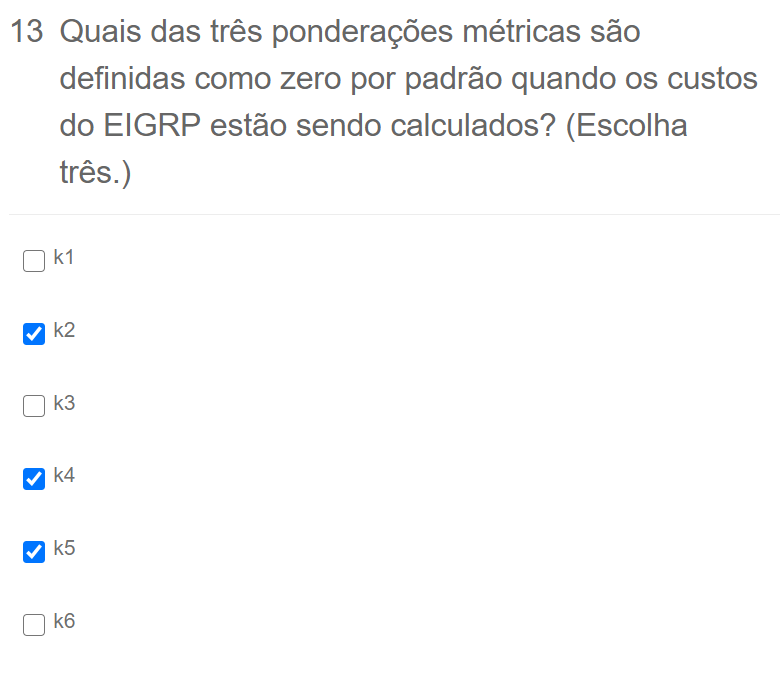 13 Quais das três ponderações métricas são
definidas como zero por padrão quando os custos
do EIGRP estão sendo calculados? (Escolha
três.)
k1
k2
k3
k4
k5
k6